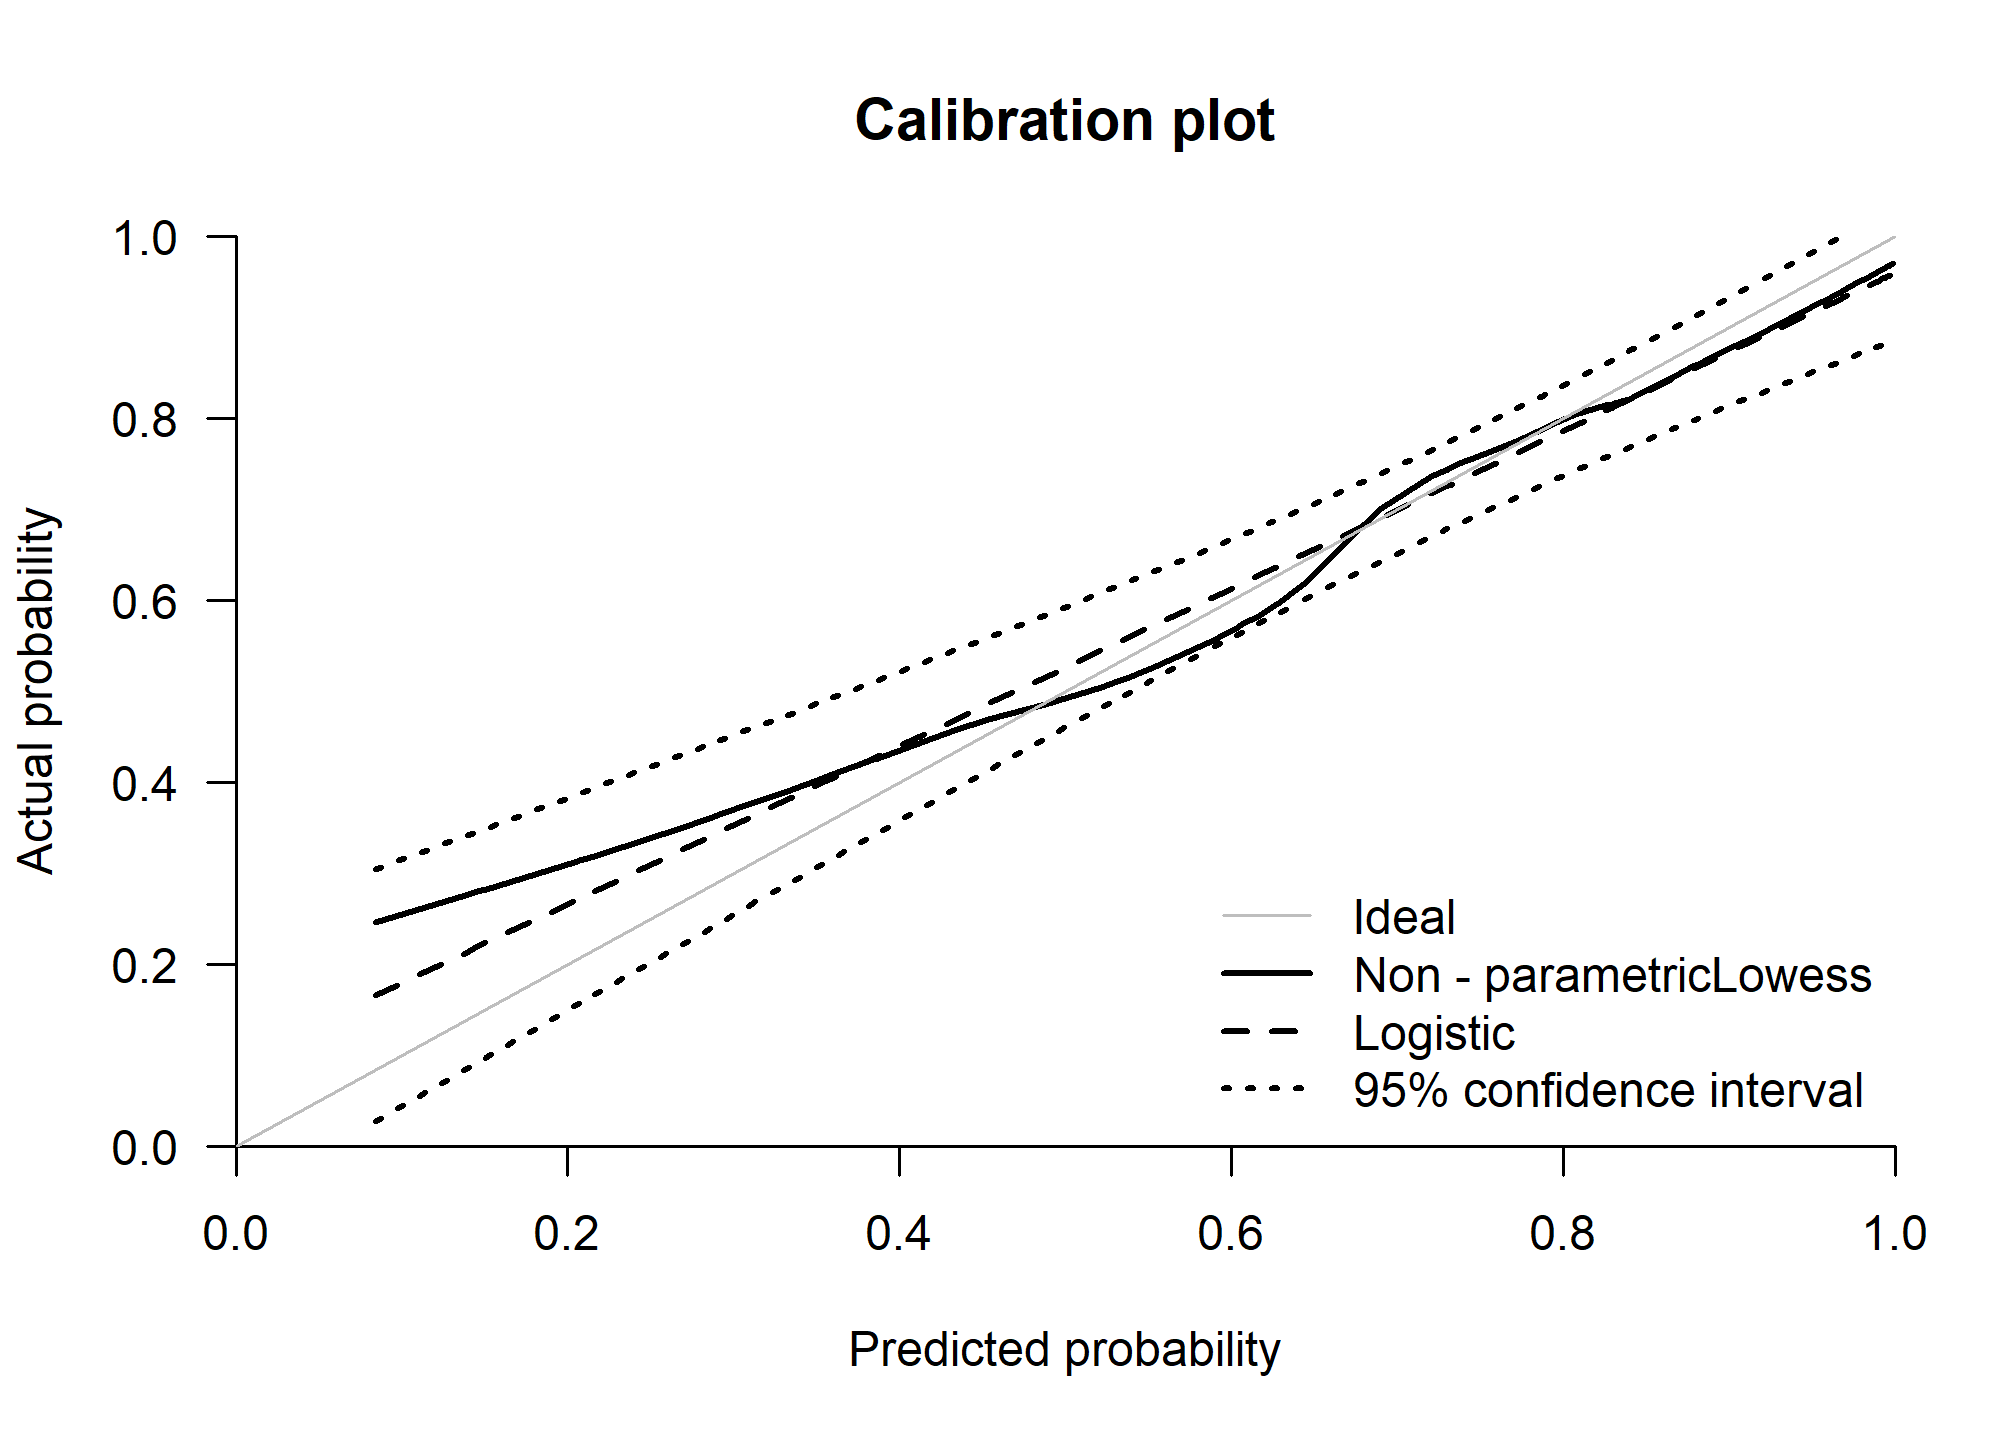 Calibration plot
1.0
0.8
0.6
0.4
0.2
0.0
Actual probability
Ideal
Non - parametricLowess
Logistic
95% confidence interval
0.0 0.2 0.4 0.6 0.8 1.0
Predicted probability